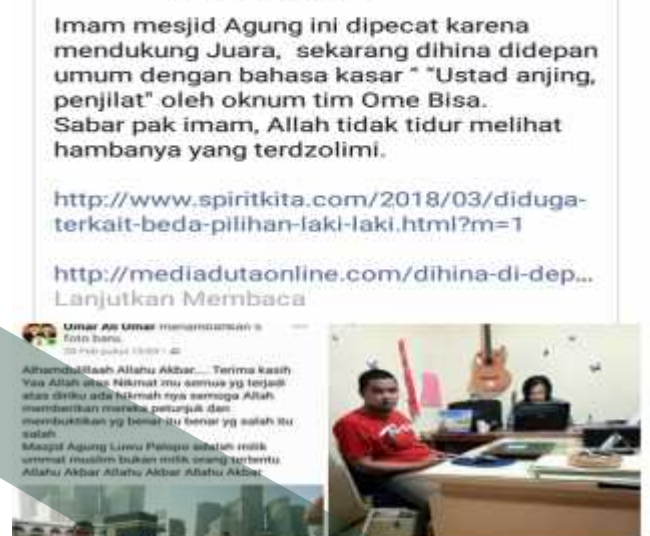 Imam mesjid Agung ini dipecat karena
mendukung Juara, sekarang dihina didepan
umum dengan bahasa kasar " "Ustad anjing,
penjilat" oleh oknum tim Ome Bisa.
Sabar pak imam, Allah tidak tidur melihat
hambanya yang terdzolimi.
http://www.spiritkita.com/2018/03/diduga-
terkait-beda-pilihan-laki-laki.html?m=1
http://mediadutaonline.com/dihina-di-dep...
Lanjutkan Membaca
Umar Ali Umar menambahkan
foto baru.
Alhamdulillaah Allahu Akbar.... Terima kasih
Yaa Allah atas Nikmat mu semua yg terjadi
atas diriku ada hikmah nya semoga Allah
memberikan mereka petunjuk dan
membuktikan yg benar itu benar yg salah itu
salah
Masjid Agung Luwu Palopo adalah milik
ummat muslim bukan milik orang tertentu.
Allahu Akbar Allahu Akbar Allahu Akbar